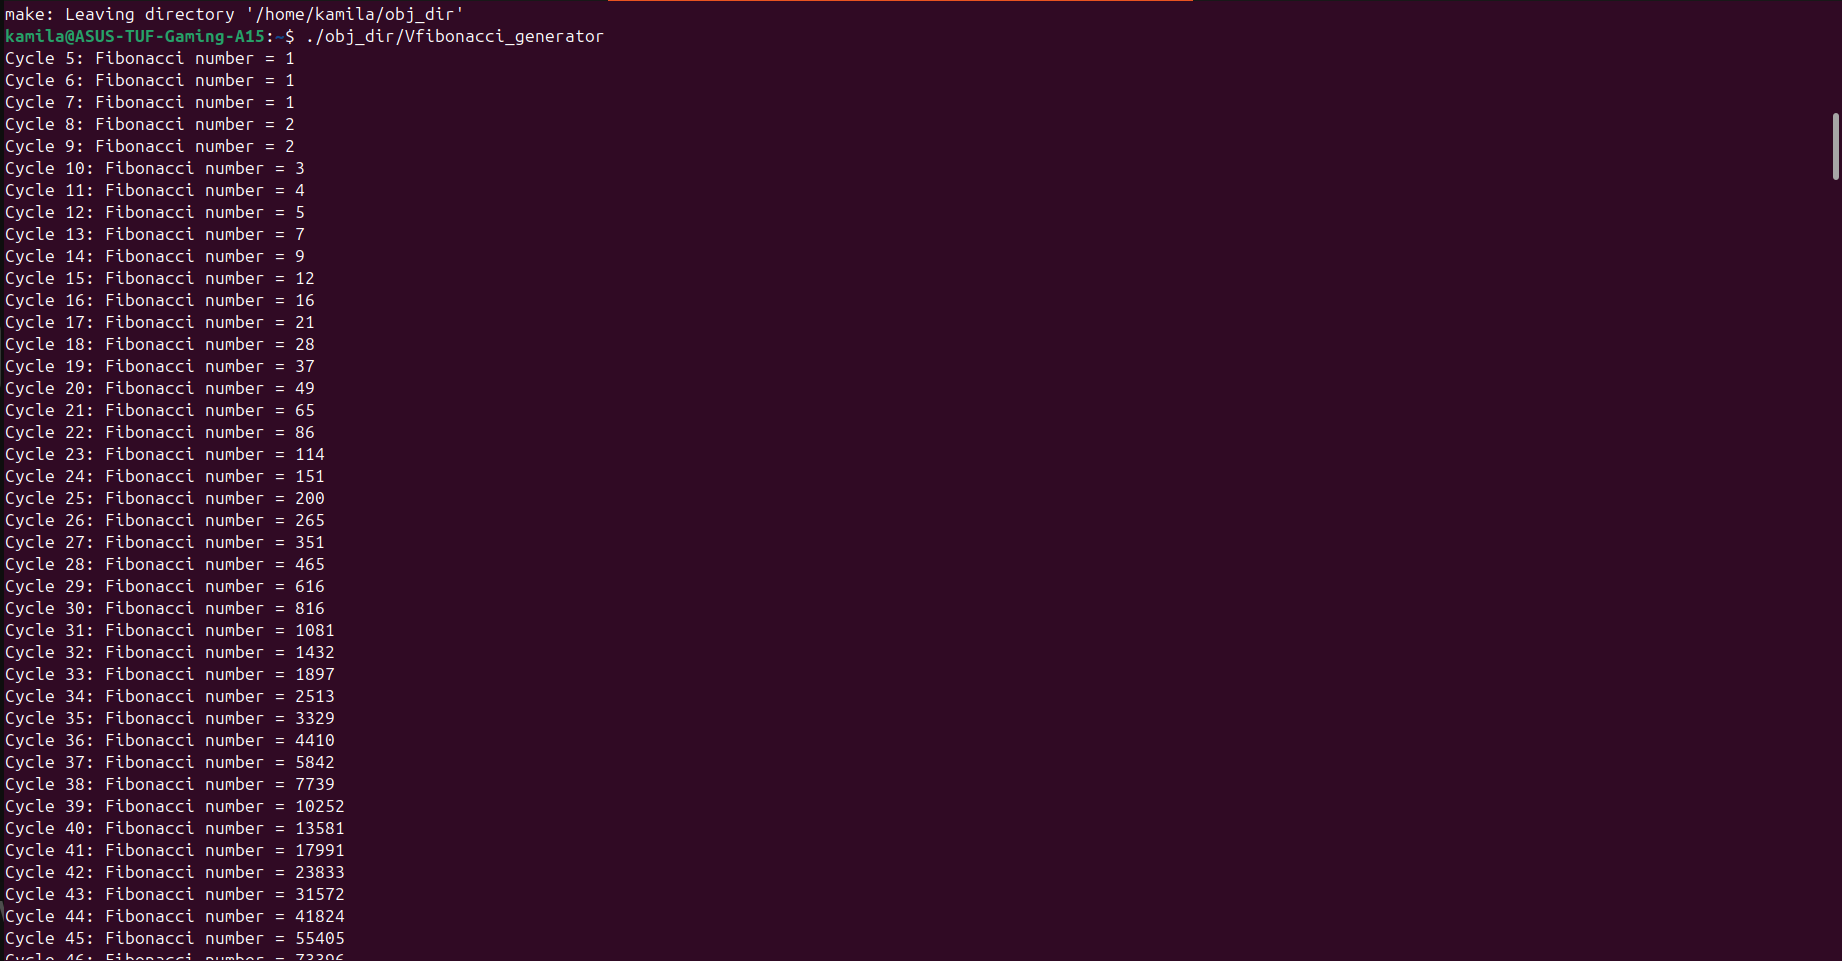 make: Leaving directory '/home/kamila/obj_dir'
kamila@ASUS-TUF-Gaming-A15:~$ ./obj_dir/Vfibonacci_generator
Cycle 5: Fibonacci number = 1
Cycle 6: Fibonacci number = 1
Cycle 7: Fibonacci number = 1
Cycle 8: Fibonacci number = 2
Cycle 9: Fibonacci number = 2
Cycle 10: Fibonacci number = 3
Cycle 11: Fibonacci number = 4
Cycle 12: Fibonacci number = 5
Cycle 13: Fibonacci number = 7
Cycle 14: Fibonacci number = 9
Cycle 15: Fibonacci number = 12
Cycle 16: Fibonacci number = 16
Cycle 17: Fibonacci number = 21
Cycle 18: Fibonacci number = 28
Cycle 19: Fibonacci number = 37
Cycle 20: Fibonacci number = 49
Cycle 21: Fibonacci number = 65
Cycle 22: Fibonacci number = 86
Cycle 23: Fibonacci number = 114
Cycle 24: Fibonacci number = 151
Cycle 25: Fibonacci number = 200
Cycle 26: Fibonacci number = 265
Cycle 27: Fibonacci number = 351
Cycle 28: Fibonacci number = 465
Cycle 29: Fibonacci number = 616
Cycle 30: Fibonacci number = 816
Cycle 31: Fibonacci number = 1081
Cycle 32: Fibonacci number = 1432
Cycle 33: Fibonacci number = 1897
Cycle 34: Fibonacci number = 2513
Cycle 35: Fibonacci number = 3329
Cycle 36: Fibonacci number = 4410
Cycle 37: Fibonacci number = 5842
Cycle 38: Fibonacci number = 7739
Cycle 39: Fibonacci number = 10252
Cycle 40: Fibonacci number = 13581
Cycle 41: Fibonacci number = 17991
Cycle 42: Fibonacci number = 23833
Cycle 43: Fibonacci number = 31572
Cycle 44: Fibonacci number = 41824
Cycle 45: Fibonacci number = 55405
Cycle 46: Fibonacci number = 73396